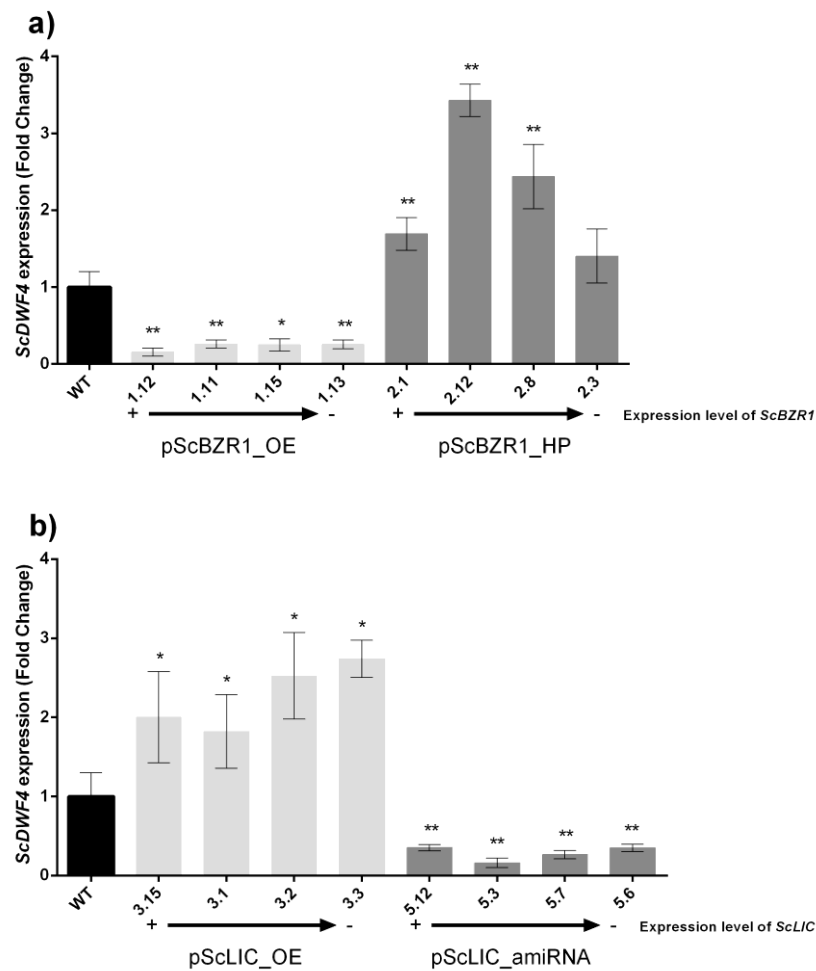 a)
ScDWF4 expression (Fold Change)
4
3
2
1
0
** ** * ** ** ** **
WT 1.12 1.11 1.15 1.13 2.1 2.12 2.8 2.3
+ - + - Expression level of ScBZR1
pScBZR1_OE pScBZR1_HP
b)
ScDWF4 expression (Fold Change)
4
3
2
1
0
* * * * ** ** ** **
WT 3.15 3.1 3.2 3.3 5.12 5.3 5.7 5.6
+ - + - Expression level of ScLIC
pScLIC_OE pScLIC_amiRNA